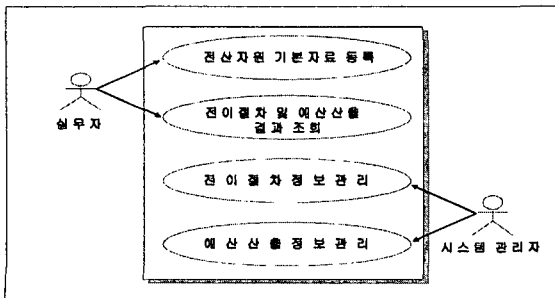 전산자원 기본자료 등록
전이절차 및 예산산출
결과 조회
실무자
전 이 절 차 정 보 관 리
예 산 산 출 정 보 관 리
시스템 관리자